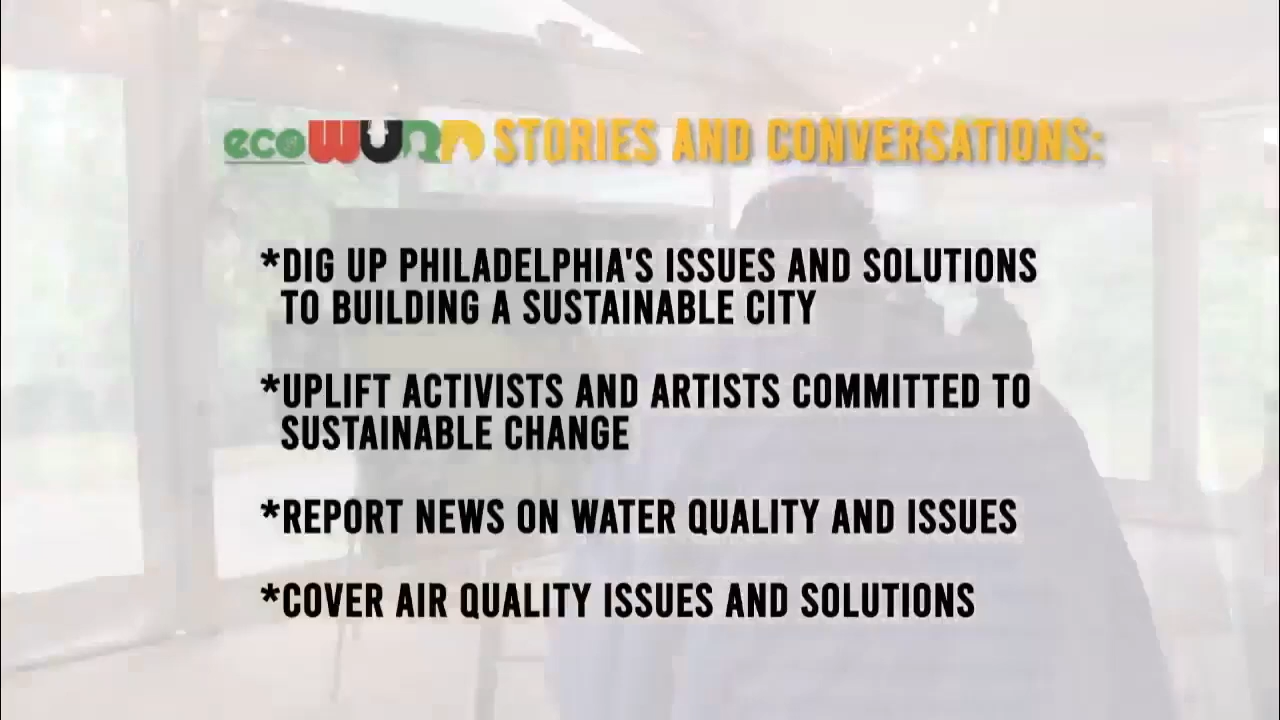 ecoWURD STORIES AND CONVERSATIONS:
*DIG UP PHILADELPHIA'S ISSUES AND SOLUTIONS
TO BUILDING A SUSTAINABLE CITY
*UPLIFT ACTIVISTS AND ARTISTS COMMITTED TO
SUSTAINABLE CHANGE
*REPORT NEWS ON WATER QUALITY AND ISSUES
*COVER AIR QUALITY ISSUES AND SOLUTIONS